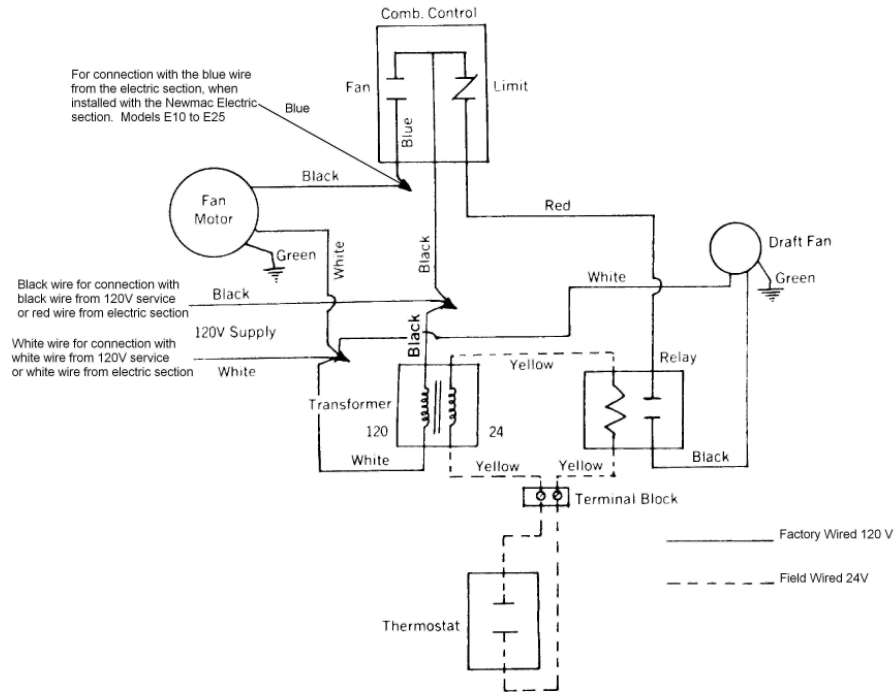 Comb. Control
For connection with the blue wire
from the electric section, when
installed with the Newmac Electric
section. Models E10 to E25
Fan
Limit
Blue
Blue
Black
Fan
Motor
Red
Green
White
Black
Draft Fan
Green
White
Black wire for connection with
black wire from 120V service
or red wire from electric section
Black
120V Supply
Black
White wire for connection with
white wire from 120V service
or white wire from electric section
White
Yellow
Relay
Transformer
120
24
White
Yellow
Yellow
Black
Terminal Block
Factory Wired 120 V
Field Wired 24V
Thermostat